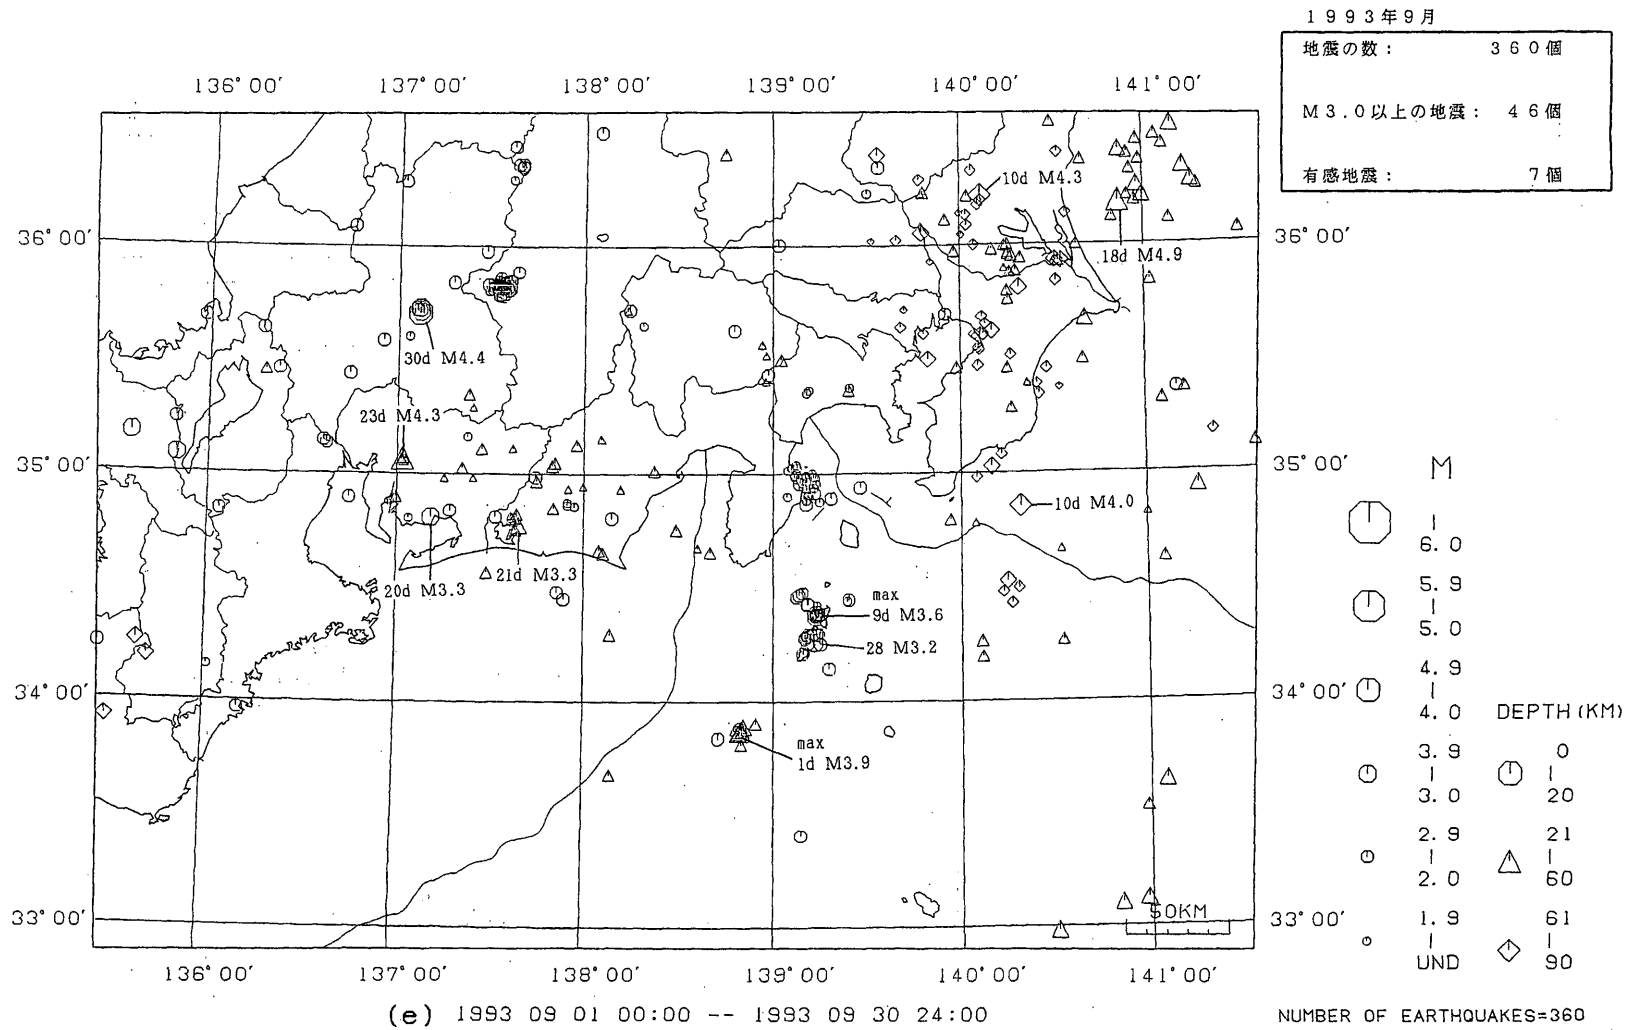 1993年9月
地震の数： 360個
M3.0以上の地震： 46個
有感地震： 7個
136°00′ 137°00′ 138°00′ 139°00′ 140°00′ 141°00′
10d M4.3
36°00′ 36°00′
18d M4.9
30d M4.4
23d M4.3
35°00′ 35°00′
10d M4.0
21d M3.3
20d M3.3
max
9d M3.6
28 M3.2
34°00′ 34°00′
max
1d M3.9
33°00′ 33°00′
50KM
136°00′ 137°00′ 138°00′ 139°00′ 140°00′ 141°00′
M
I
6.0
5.9
I
5.0
4.9
I
4.0
3.9
I
3.0
2.9
I
2.0
1.9
I
UND
DEPTH (KM)
0
I
20
21
I
60
61
I
90
(e) 1993 09 01 00:00 -- 1993 09 30 24:00
NUMBER OF EARTHQUAKES=360